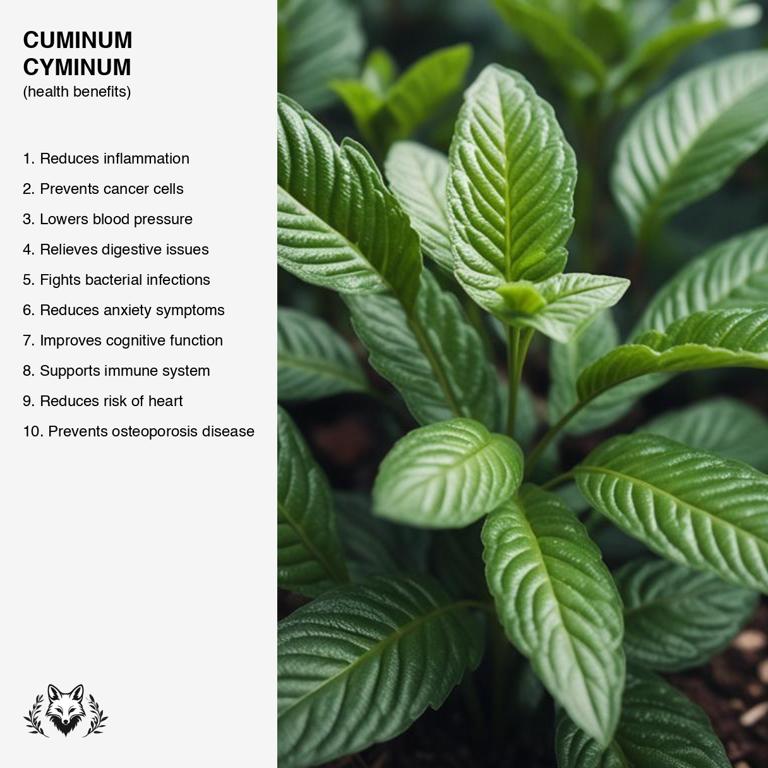 CUMINUM
CYMINUM
(health benefits)
1. Reduces inflammation
2. Prevents cancer cells
3. Lowers blood pressure
4. Relieves digestive issues
5. Fights bacterial infections
6. Reduces anxiety symptoms
7. Improves cognitive function
8. Supports immune system
9. Reduces risk of heart
10. Prevents osteoporosis disease